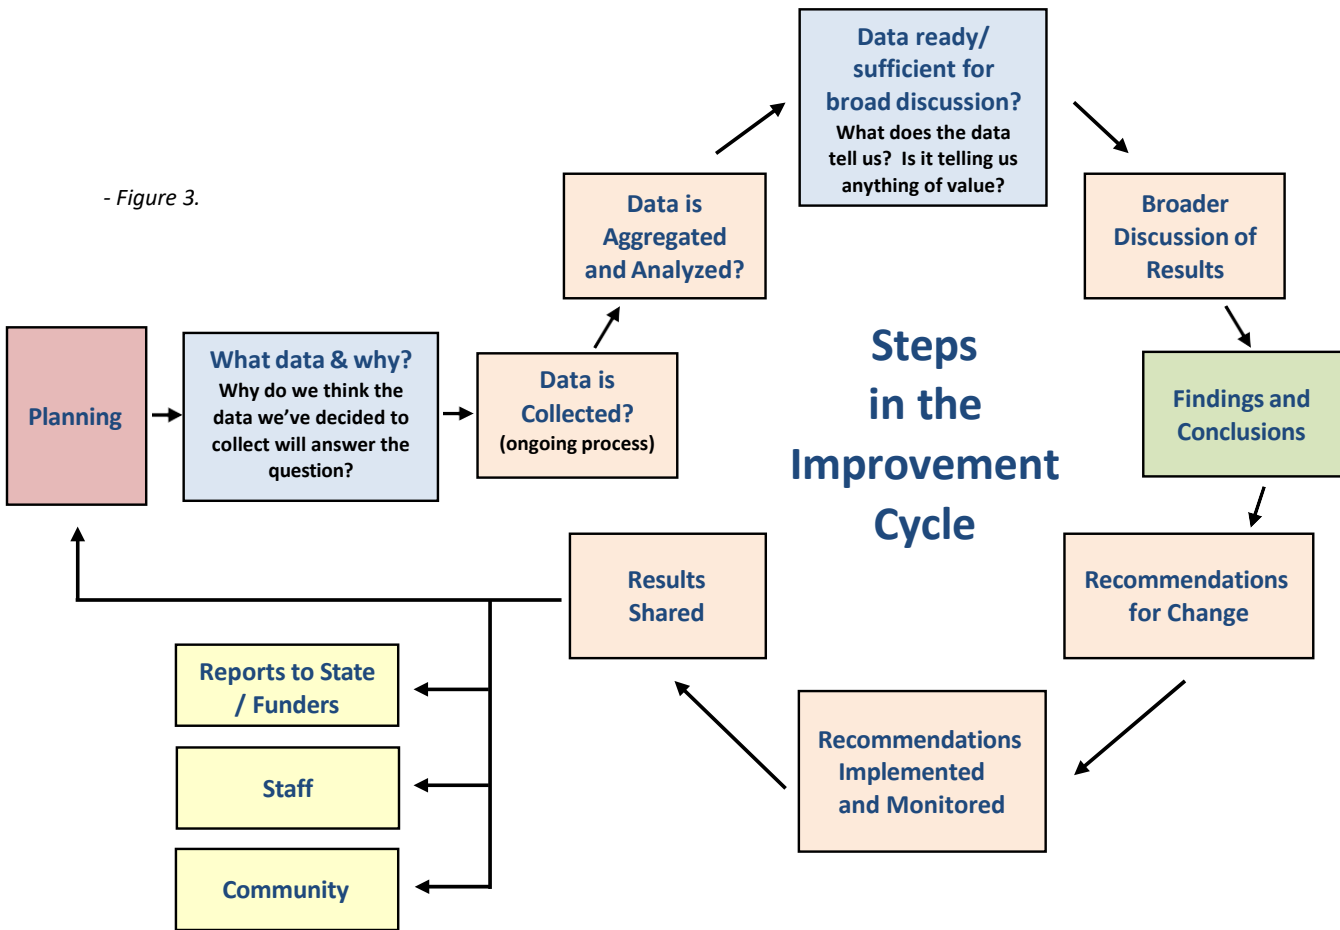 - Figure 3.
Planning
What data & why?
Why do we think the
data we’ve decided to
collect will answer the
question?
Data is
Collected?
(ongoing process)
Data is
Aggregated
and Analyzed?
Data ready/
sufficient for
broad discussion?
What does the data
tell us?  Is it telling us
anything of value?
Broader
Discussion of
Results
Findings and
Conclusions
Recommendations
for Change
Recommendations
Implemented
and Monitored
Results
Shared
Reports to State
/ Funders
Staff
Community
Steps
in the
Improvement
Cycle